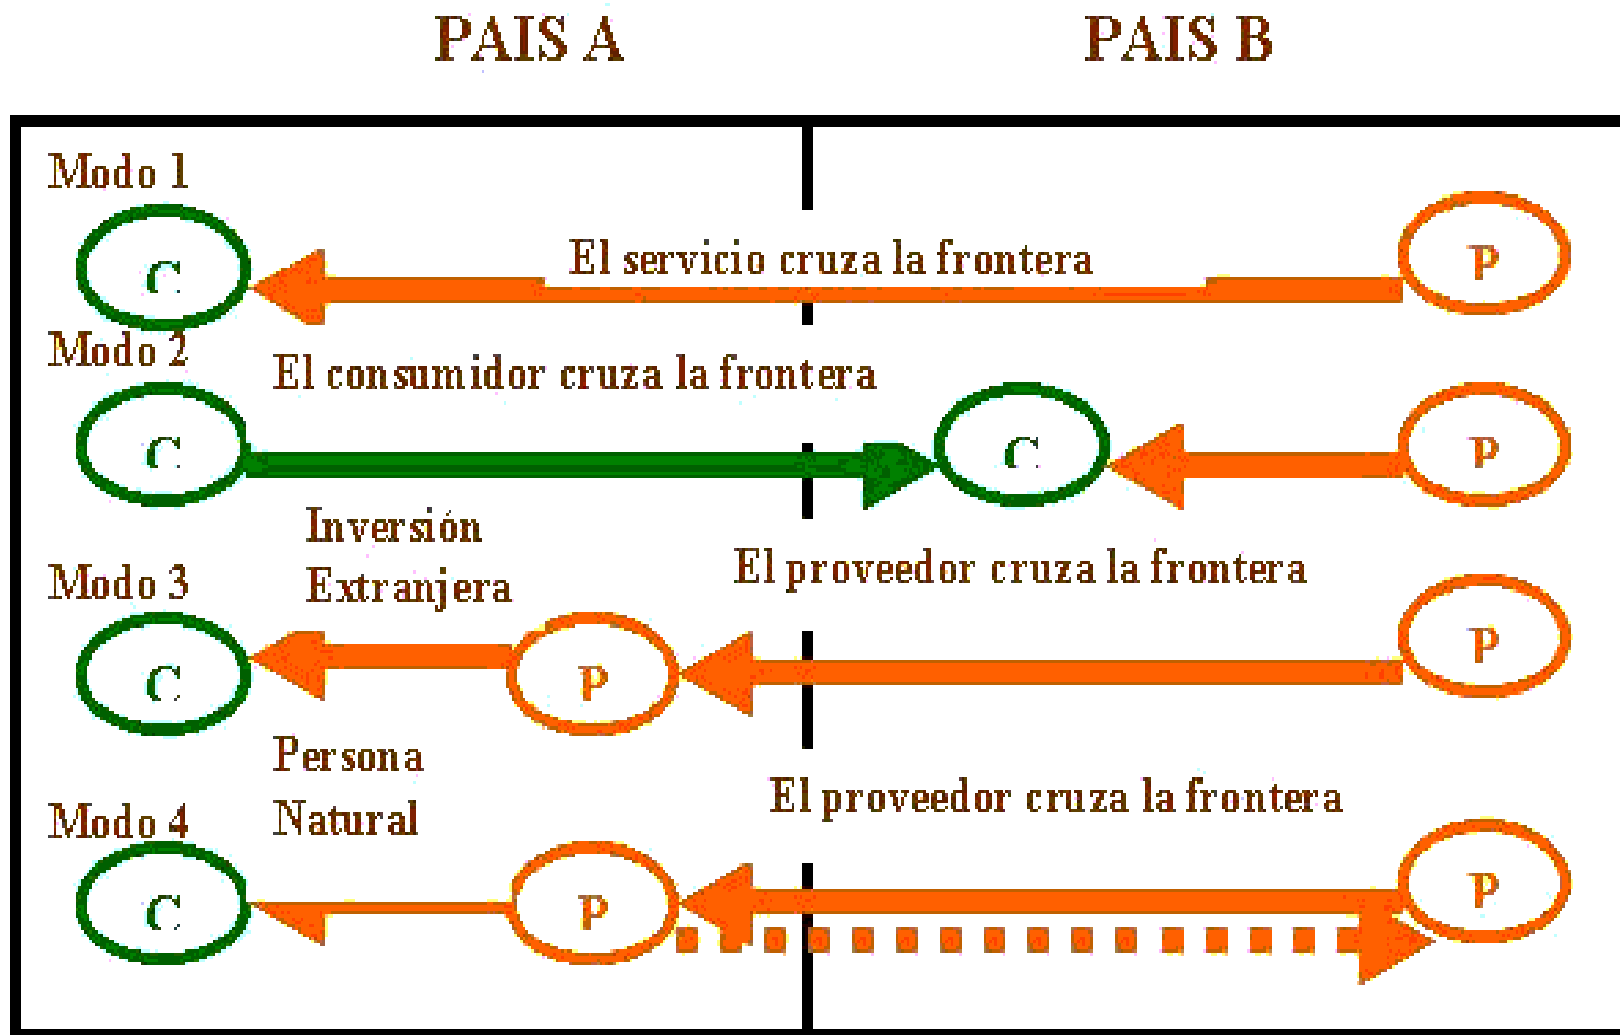 PAIS A
PAIS B
Modo 1
C
El servicio cruza la frontera
P
Modo 2
El consumidor cruza la frontera
C
C
P
Inversión
Extranjera
El proveedor cruza la frontera
Modo 3
C
P
P
Persona
Natural
El proveedor cruza la frontera
Modo 4
C
P
P